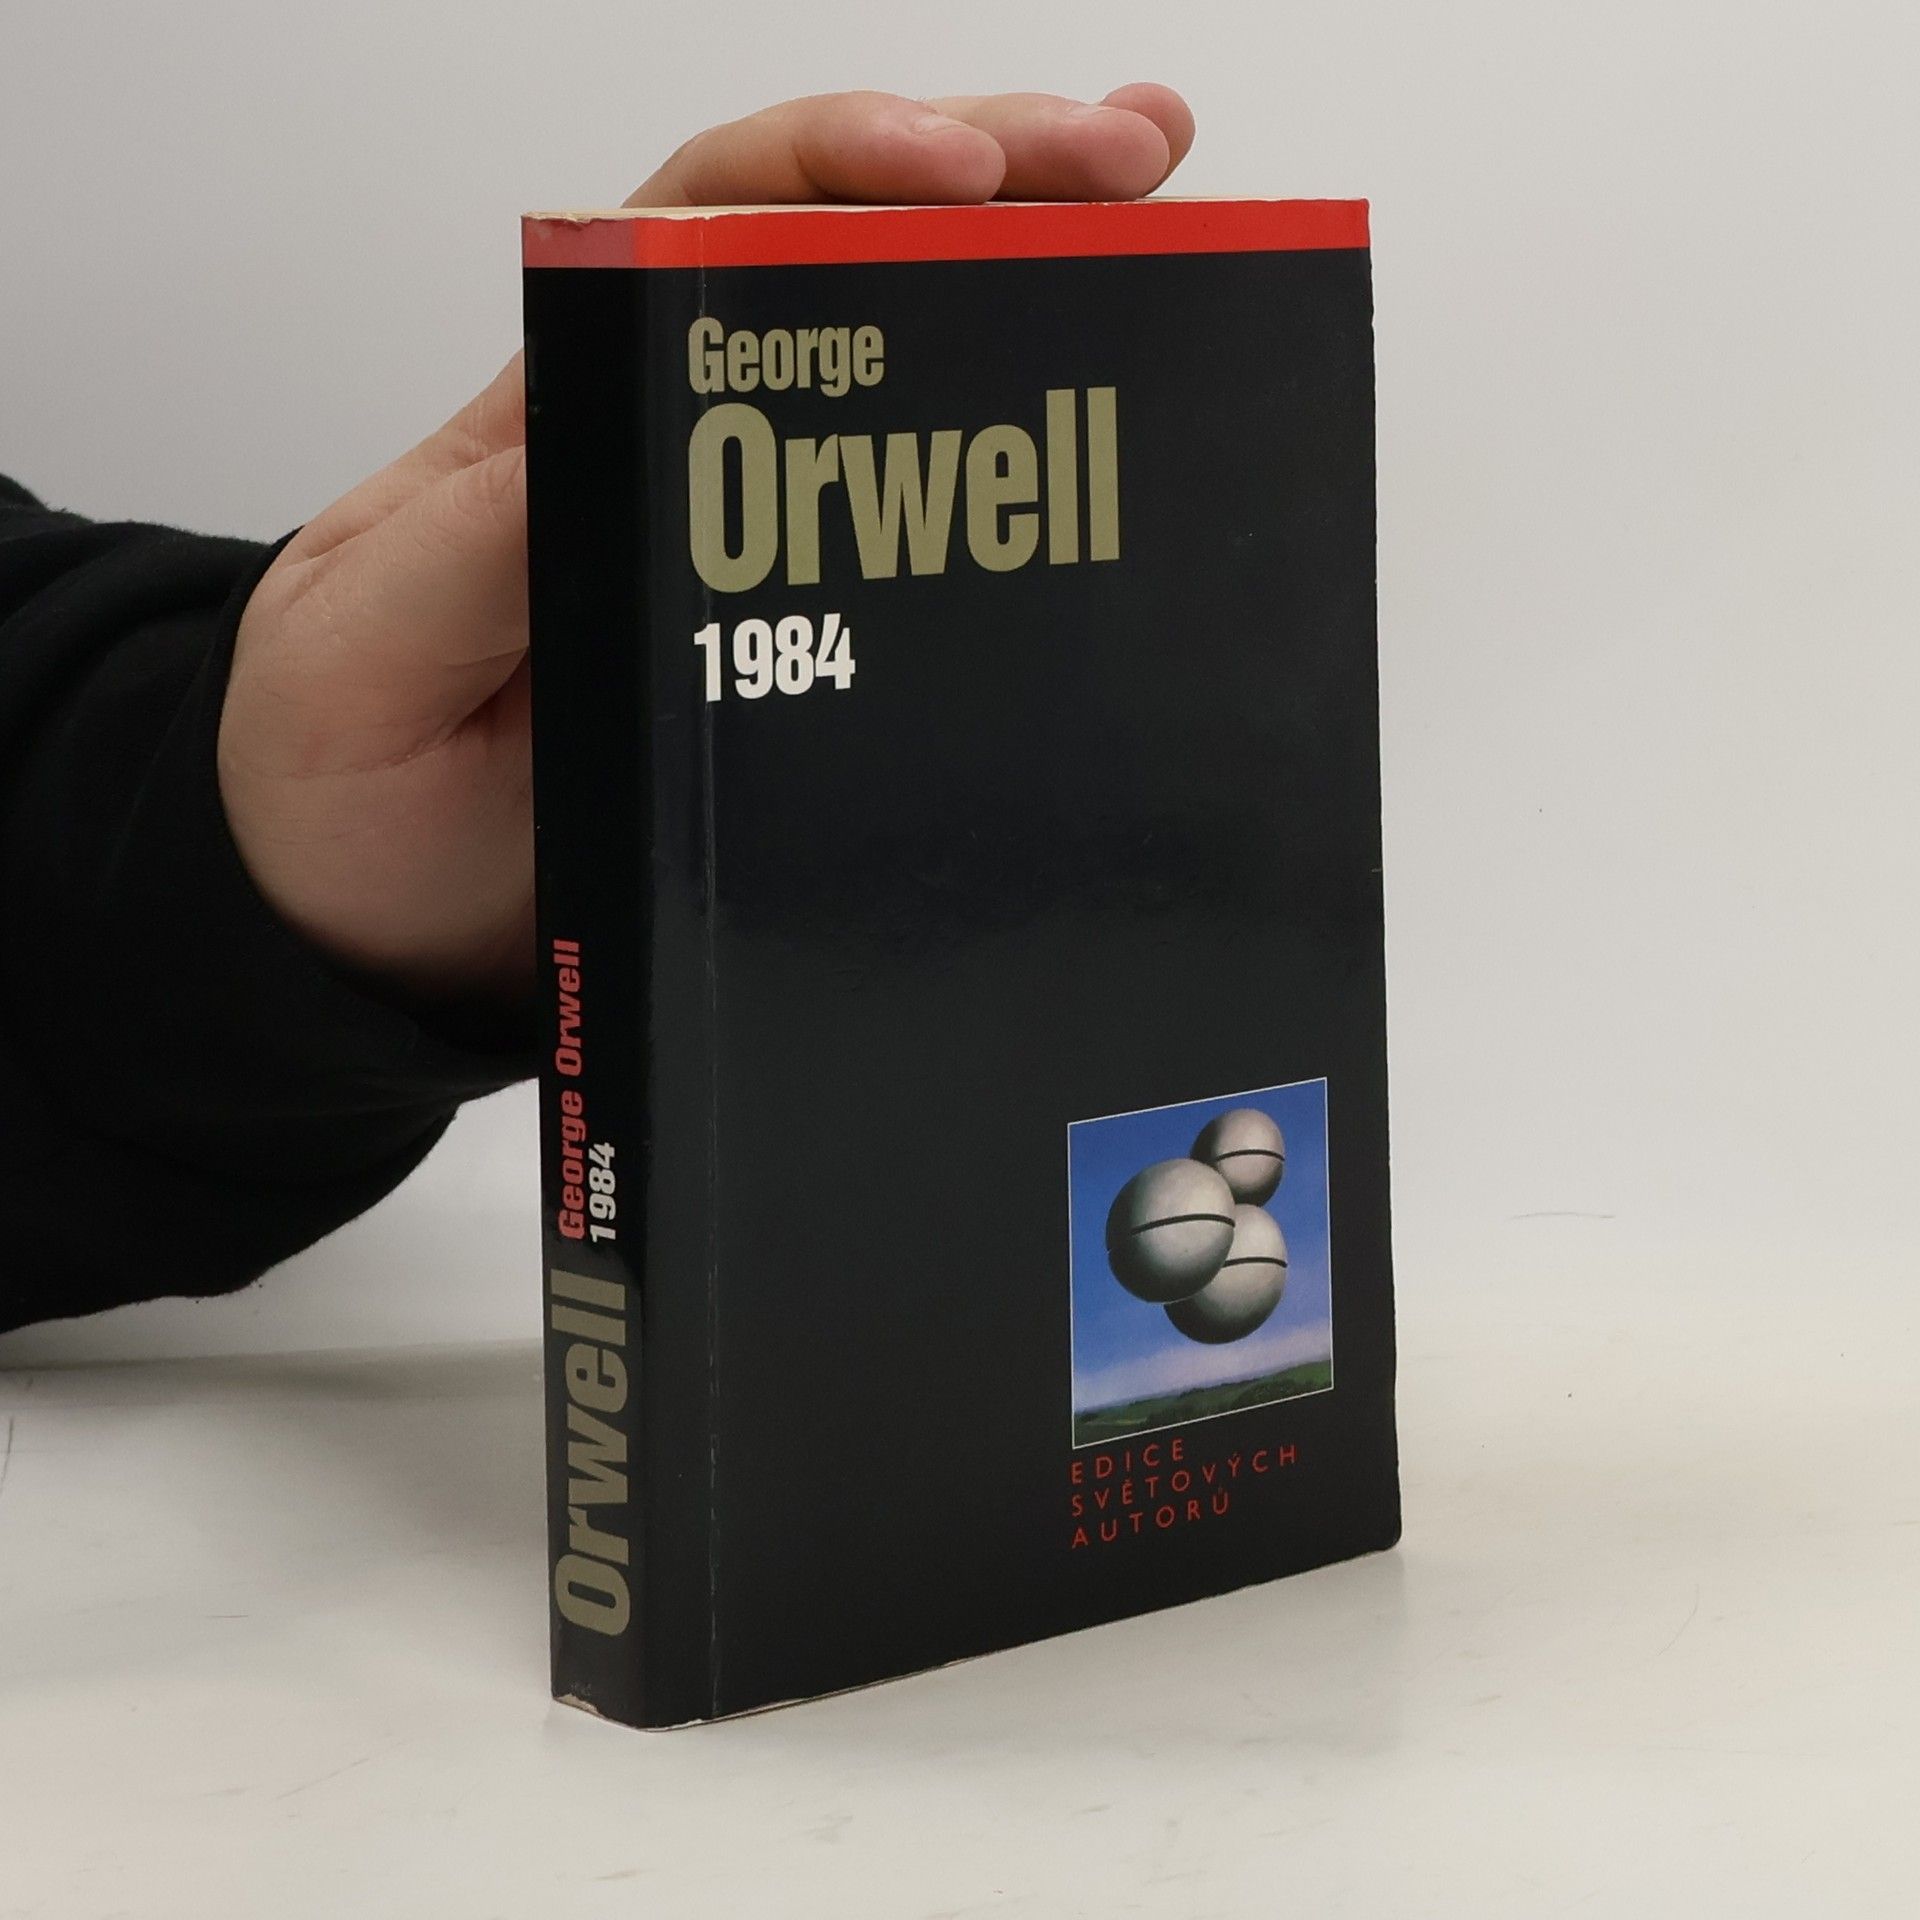 George
Orwell
1984
George Orwell
1984
Orwell
EDICE
SVĚTOVÝCH
AUTORŮ